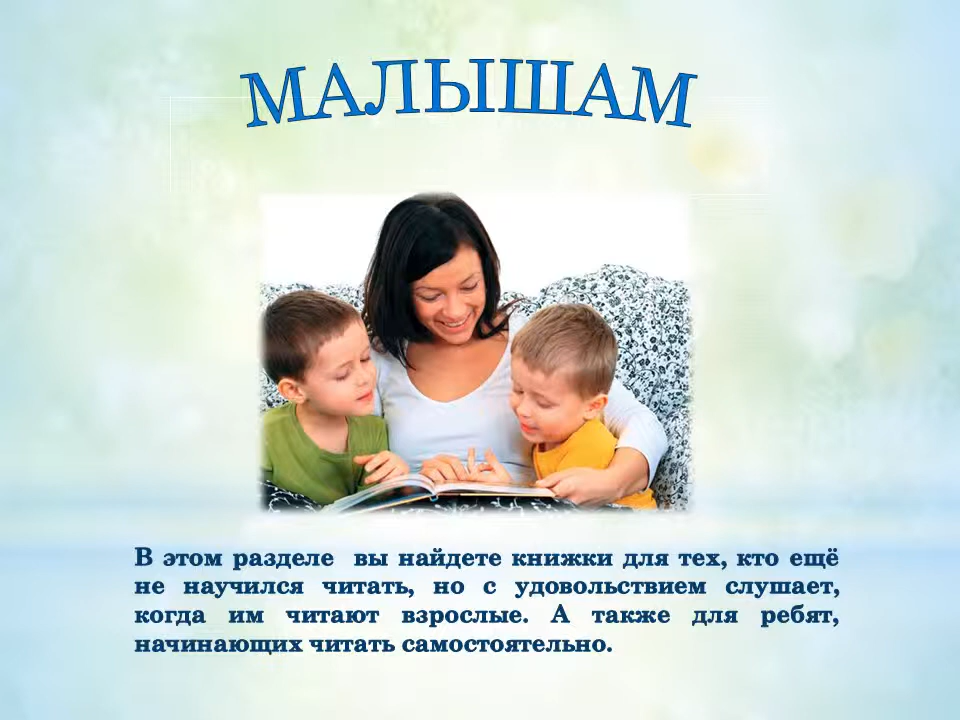 МАЛЫШАМ
В этом разделе вы найдете книжки для тех, кто ещё
не научился читать, но с удовольствием слушает,
когда им читают взрослые. А также для ребят,
начинающих читать самостоятельно.